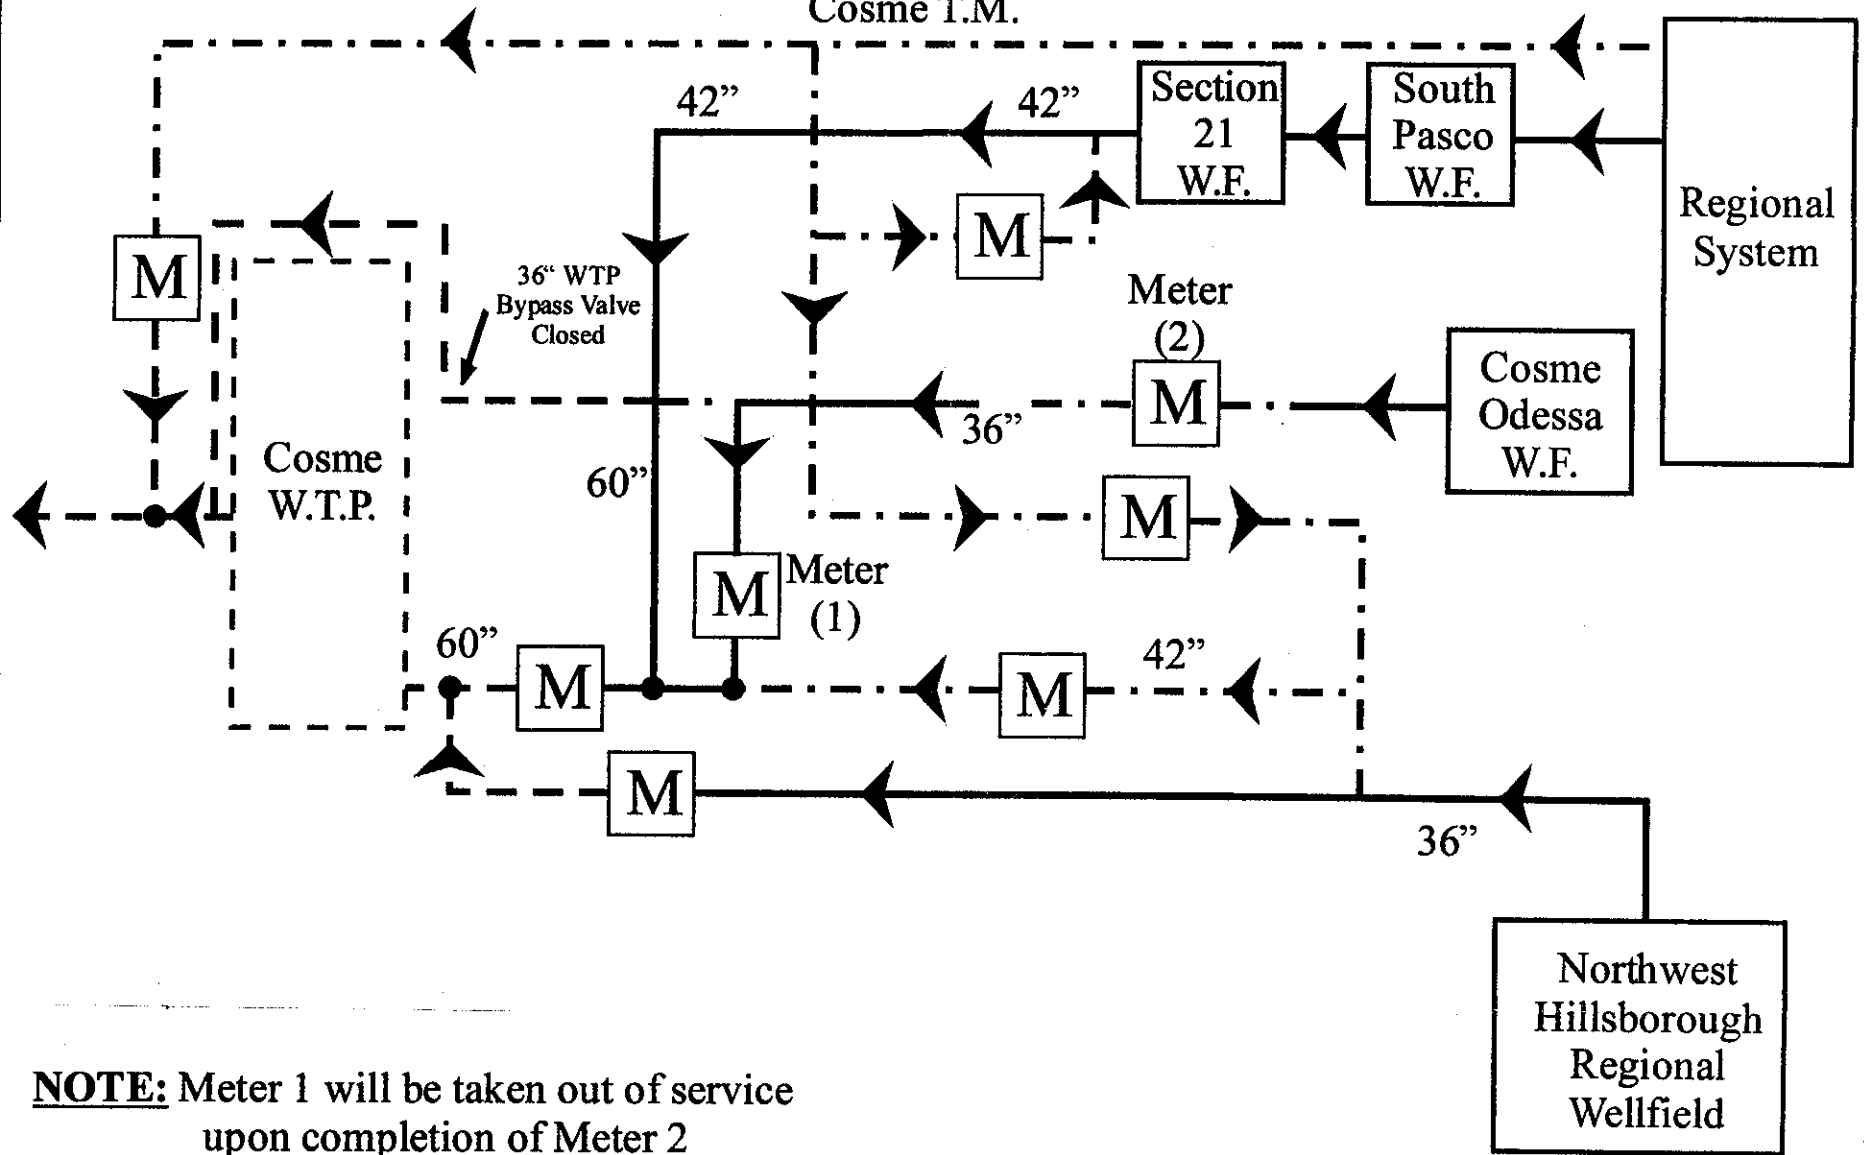 Cosme T.M.
42”
42”
Section
21
W.F.
South
Pasco
W.F.
Regional
System
M
M
36“ WTP
Bypass Valve
Closed
Meter
(2)
M
Cosme
Odessa
W.F.
36”
Cosme
W.T.P.
60”
M
M
Meter
(1)
60”
M
M
42”
M
36”
Northwest
Hillsborough
Regional
Wellfield
NOTE: Meter 1 will be taken out of service
upon completion of Meter 2